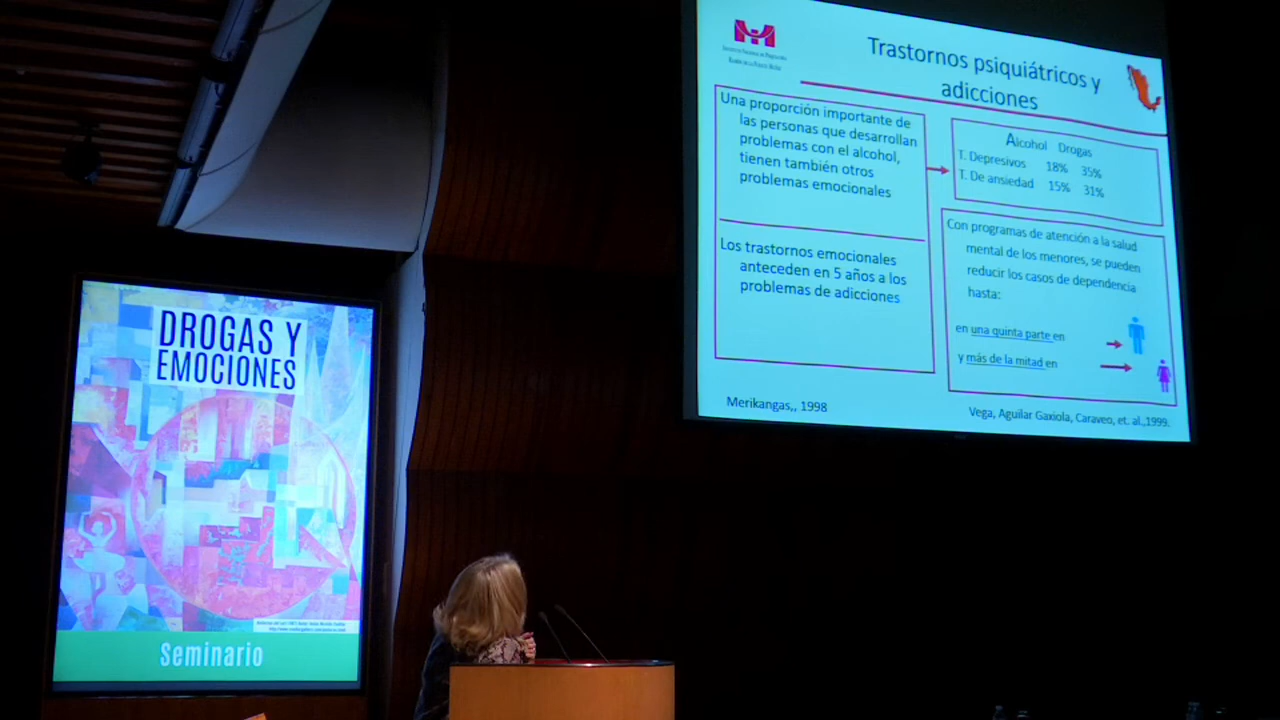 DROGAS Y
EMOCIONES
Seminario
Trastornos psiquiátricos y
adicciones
Una proporción importante de
las personas que desarrollan
problemas con el alcohol,
tienen también otros
problemas emocionales
Los trastornos emocionales
anteceden en 5 años a los
problemas de adicciones
Alcohol Drogas
T. Depresivos 18% 35%
T. De ansiedad 15% 31%
Con programas de atención a la salud
mental de los menores, se pueden
reducir los casos de dependencia
hasta:
en una quinta parte en
y más de la mitad en
Merikangas,, 1998
Vega, Aguilar Gaxiola, Caraveo, et. al.,1999.